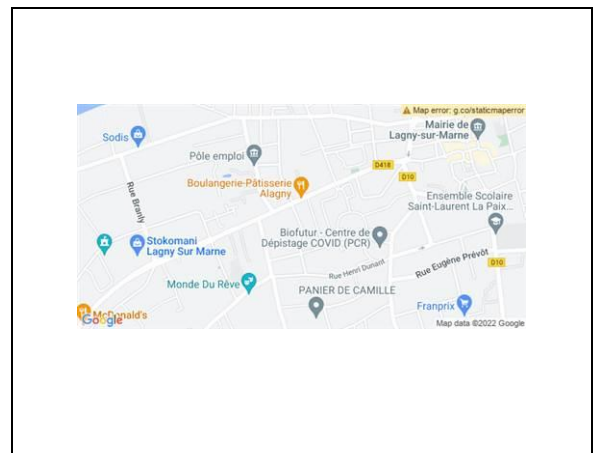 Map error: g.co/staticmaperror
Mairie de
Lagny-sur-Marne
Sodis
Pôle emploi
D418
D10
Boulangerie-Pâtisserie
Alagny
Rue Branly
Ensemble Scolaire
Saint-Laurent La Paix...
Biofutur - Centre de
Dépistage COVID (PCR)
Stokomani
Lagny Sur Marne
Rue Eugène Prévôt
D10
Rue Henri Dunant
Monde Du Rêve
PANIER DE CAMILLE
Franprix
McDonald's
Google
Map data ©2022 Google